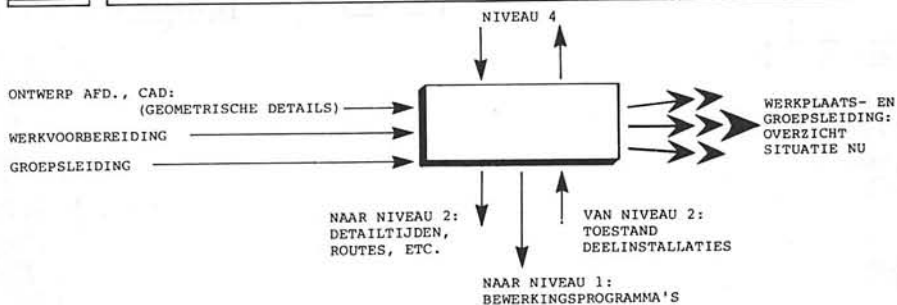 NIVEAU 4
ONTWERP AFD., CAD:
(GEOMETRISCHE DETAILS)
WERKVOORBEREIDING
GROEPSLEIDING
WERKPLAATS- EN
GROEPSLEIDING:
OVERZICHT
SITUATIE NU
NAAR NIVEAU 2:
DETAILTIJDEN,
ROUTES, ETC.
VAN NIVEAU 2:
TOESTAND
DEELINSTALLATIES
NAAR NIVEAU 1:
BEWERKINGSPROGRAMMA'S